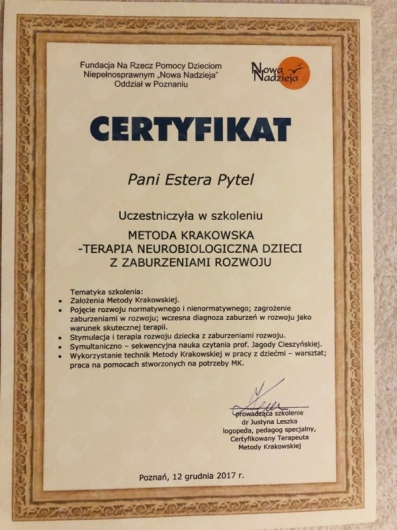 Fundacja Na Rzecz Pomocy Dzieciom
Niepełnosprawnym „Nowa Nadzieja"
Oddział w Poznaniu
Nowa
Nadzieja
CERTYFIKAT
Pani Estera Pytel
Uczestniczyła w szkoleniu
METODA KRAKOWSKA
-TERAPIA NEUROBIOLOGICZNA DZIECI
Z ZABURZENIAMI ROZWOJU
Tematyka szkolenia:
• Założenia Metody Krakowskiej.
• Pojęcie rozwoju normatywnego i nienormatywnego; zagrożenie
zaburzeniami w rozwoju; wczesna diagnoza zaburzeń w rozwoju jako
warunek skutecznej terapii.
• Stymulacja i terapia rozwoju dziecka z zaburzeniami rozwoju.
• Symultaniczno – sekwencyjna nauka czytania prof. Jagody Cieszyńskiej.
• Wykorzystanie technik Metody Krakowskiej w pracy z dziećmi – warsztat;
praca na pomocach stworzonych na potrzeby MK.
prowadząca szkolenie
dr Justyna Leszka
logopeda, pedagog specjalny,
Certyfikowany Terapeuta
Metody Krakowskiej
Poznań, 12 grudnia 2017 r.